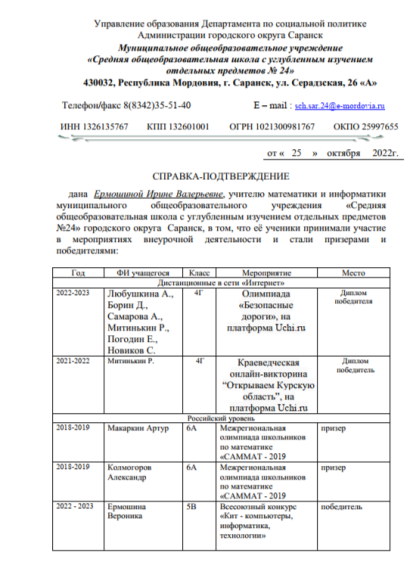 Управление образования Департамента по социальной политике
Администрации городского округа Саранск
Муниципальное общеобразовательное учреждение
«Средняя общеобразовательная школа с углубленным изучением
отдельных предметов № 24»
430032, Республика Мордовия, г. Саранск, ул. Серадская, 26 «А»
Телефон/факс 8(8342)35-51-40 E – mail : sch.sar.24@e-mordovia.ru
ИНН 1326135767 КПП 132601001 ОГРН 1021300981767 ОКПО 25997655
от « 25 » октября 2022г.
СПРАВКА-ПОДТВЕРЖДЕНИЕ
дана Ермошиной Ирине Валерьевне, учителю математики и информатики
муниципального общеобразовательного учреждения «Средняя
общеобразовательная школа с углубленным изучением отдельных предметов
№24» городского округа Саранск, в том, что её ученики принимали участие
в мероприятиях внеурочной деятельности и стали призерами и
победителями:
Год ФИ учащегося Класс Мероприятие Место
Дистанционные в сети «Интернет»
2022-2023 Любушкина А., 4Г Олимпиада Диплом
Борин Д., «Безопасные победителя
Самарова А., дороги», на
Митинькин Р., платформа Uchi.ru
Погодин Е.,
Новиков С.
2021-2022 Митинькин Р. 4Г Краеведческая Диплом
онлайн-викторина победитель
"Открываем Курскую
область", на
платформа Uchi.ru
Российский уровень
2018-2019 Макаркин Артур 6А Межрегиональная призер
олимпиада школьников
по математике
«САММАТ - 2019
2018-2019 Колмогоров 6А Межрегиональная призер
Александр олимпиада школьников
по математике
«САММАТ - 2019
2022 - 2023 Ермошина 5В Всесоюзный конкурс победитель
Вероника «Кит - компьютеры,
информатика,
технологии»